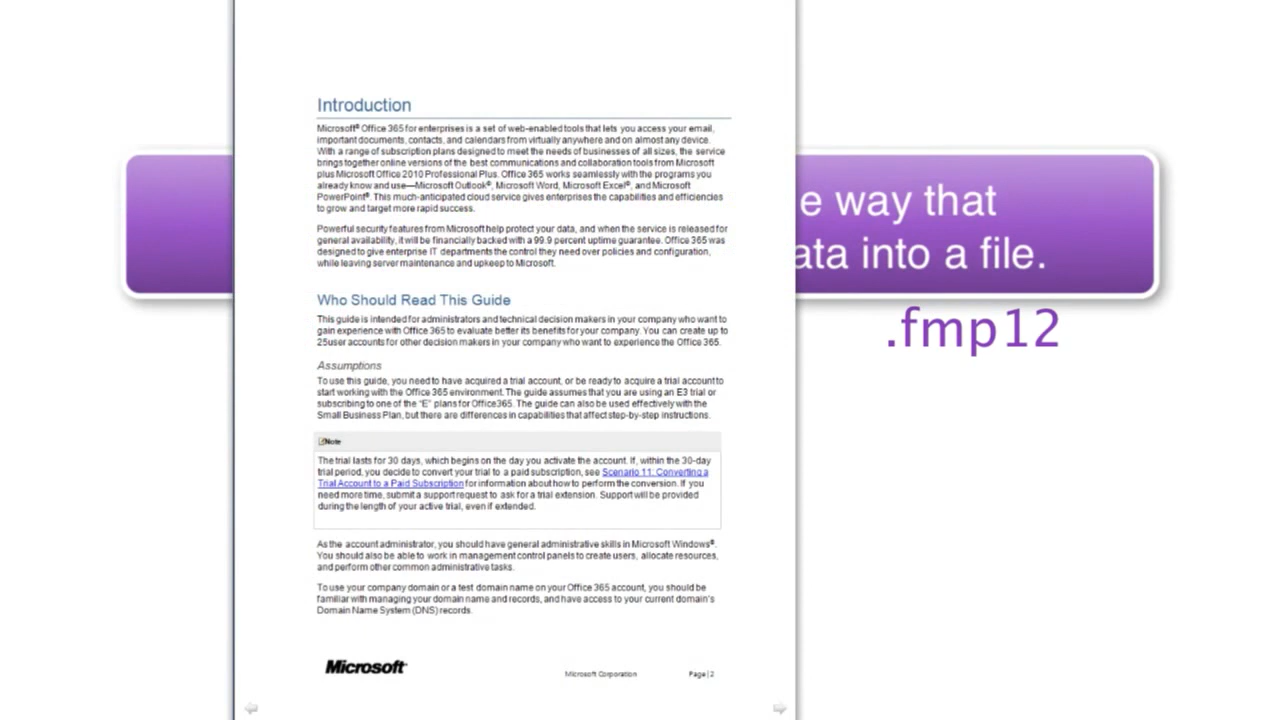 Introduction
Microsoft® Office 365 for enterprises is a set of web-enabled tools that lets you access your email,
important documents, contacts, and calendars from virtually anywhere and on almost any device.
With a range of subscription plans designed to meet the needs of businesses of all sizes, the service
brings together online versions of the best communications and collaboration tools from Microsoft
plus Microsoft Office 2010 Professional Plus. Office 365 works seamlessly with the programs you
already know and use—Microsoft Outlook®, Microsoft Word, Microsoft Excel®, and Microsoft
PowerPoint®. This much-anticipated cloud service gives enterprises the capabilities and efficiencies
to grow and target more rapid success.
Powerful security features from Microsoft help protect your data, and when the service is released for
general availability, it will be financially backed with a 99.9 percent uptime guarantee. Office 365 was
designed to give enterprise IT departments the control they need over policies and configuration,
while leaving server maintenance and upkeep to Microsoft.
Who Should Read This Guide
This guide is intended for administrators and technical decision makers in your company who want to
gain experience with Office 365 to evaluate better its benefits for your company. You can create up to
25user accounts for other decision makers in your company who want to experience the Office 365.
Assumptions
To use this guide, you need to have acquired a trial account, or be ready to acquire a trial account to
start working with the Office 365 environment. The guide assumes that you are using an E3 trial or
subscribing to one of the "E" plans for Office365. The guide can also be used effectively with the
Small Business Plan, but there are differences in capabilities that affect step-by-step instructions.
Note
The trial lasts for 30 days, which begins on the day you activate the account. If, within the 30-day
trial period, you decide to convert your trial to a paid subscription, see Scenario 11: Converting a
Trial Account to a Paid Subscription for information about how to perform the conversion. If you
need more time, submit a support request to ask for a trial extension. Support will be provided
during the length of your active trial, even if extended.
As the account administrator, you should have general administrative skills in Microsoft Windows®.
You should also be able to work in management control panels to create users, allocate resources,
and perform other common administrative tasks.
To use your company domain or a test domain name on your Office 365 account, you should be
familiar with managing your domain name and records, and have access to your current domain's
Domain Name System (DNS) records.
Microsoft
Microsoft Corporation
Page | 2
e way that
ata into a file.
.fmp12